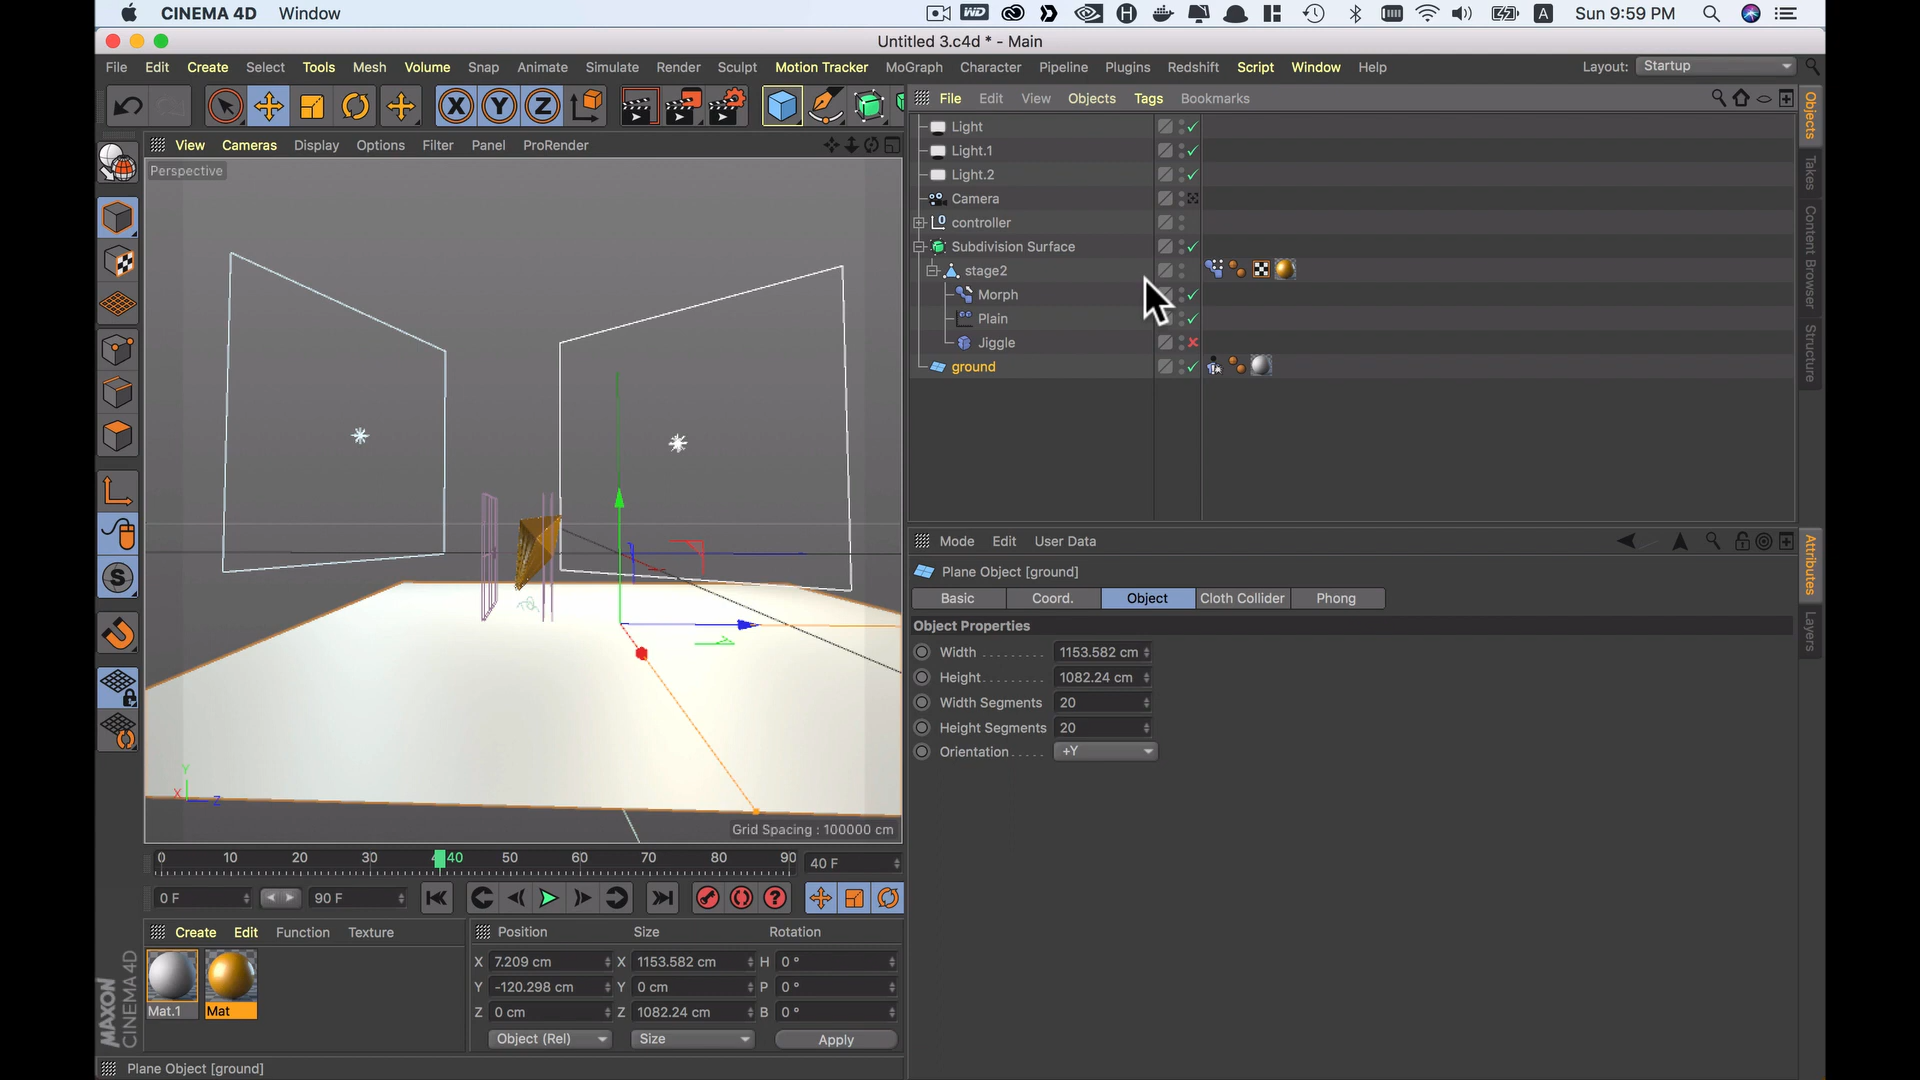 CINEMA 4D Window
Sun 9:59 PM
Untitled 3.c4d * - Main
File Edit Create Select Tools Mesh Volume Snap Animate Simulate Render Sculpt Motion Tracker MoGraph Character Pipeline Plugins Redshift Script Window Help Layout: Startup
File Edit View Objects Tags Bookmarks
View Cameras Display Options Filter Panel ProRender
Perspective
Light
Light.1
Light.2
Camera
controller
Subdivision Surface
stage2
Morph
Plain
Jiggle
ground
Objects
Takes
Content Browser
Structure
Mode Edit User Data
Plane Object [ground]
Basic Coord. Object Cloth Collider Phong
Object Properties
Width 1153.582 cm
Height 1082.24 cm
Width Segments 20
Height Segments 20
Orientation +Y
Attributes
Layers
Y
X
Z
Grid Spacing : 100000 cm
0 10 20 30 40 50 60 70 80 90 40 F
0 F 90 F
Create Edit Function Texture
Mat.1 Mat
Position Size Rotation
X 7.209 cm X 1153.582 cm H 0 °
Y -120.298 cm Y 0 cm P 0 °
Z 0 cm Z 1082.24 cm B 0 °
Object (Rel) Size Apply
MAXON
CINEMA 4D
Plane Object [ground]